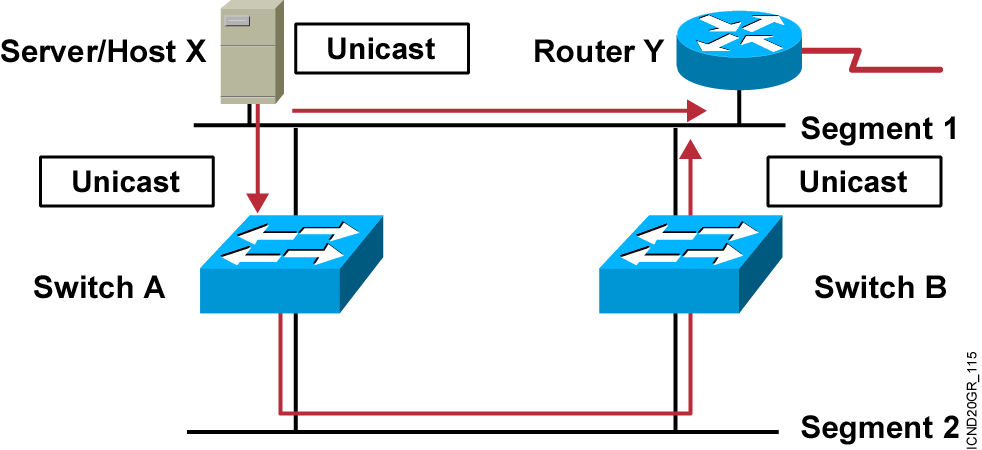 Server/Host X
Unicast
Router Y
Segment 1
Unicast
Unicast
Switch A
Switch B
Segment 2
ICND20GR_115